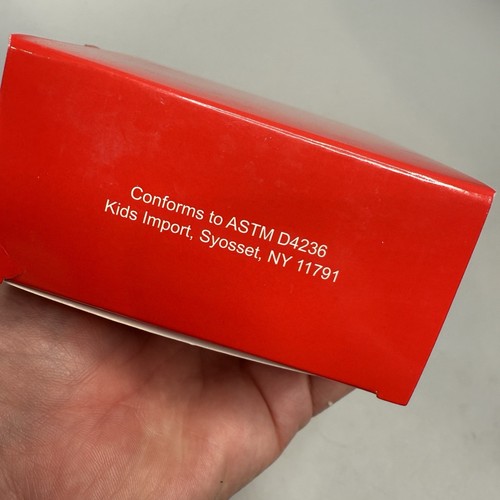 Conforms to ASTM D4236
Kids Import, Syosset, NY 11791